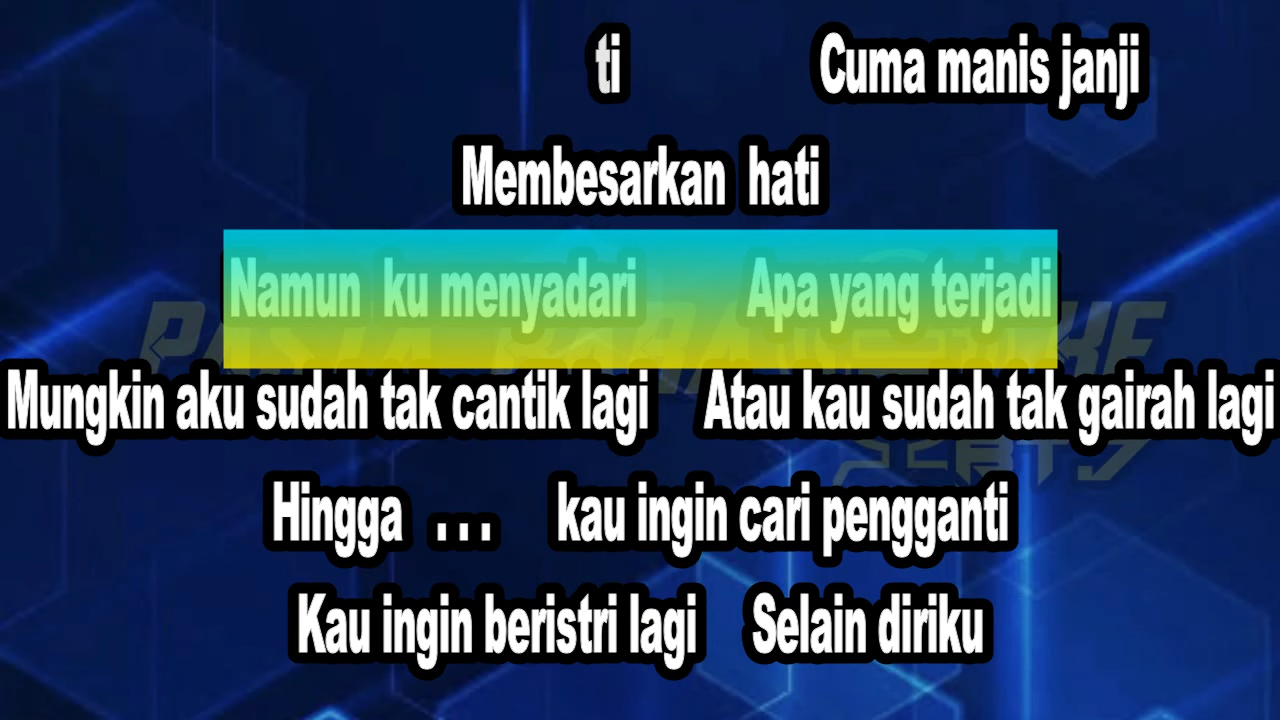 ti Cuma manis janji
Membesarkan hati
Namun ku menyadari Apa yang terjadi
Mungkin aku sudah tak cantik lagi Atau kau sudah tak gairah lagi
Hingga . . . kau ingin cari pengganti
Kau ingin beristri lagi Selain diriku